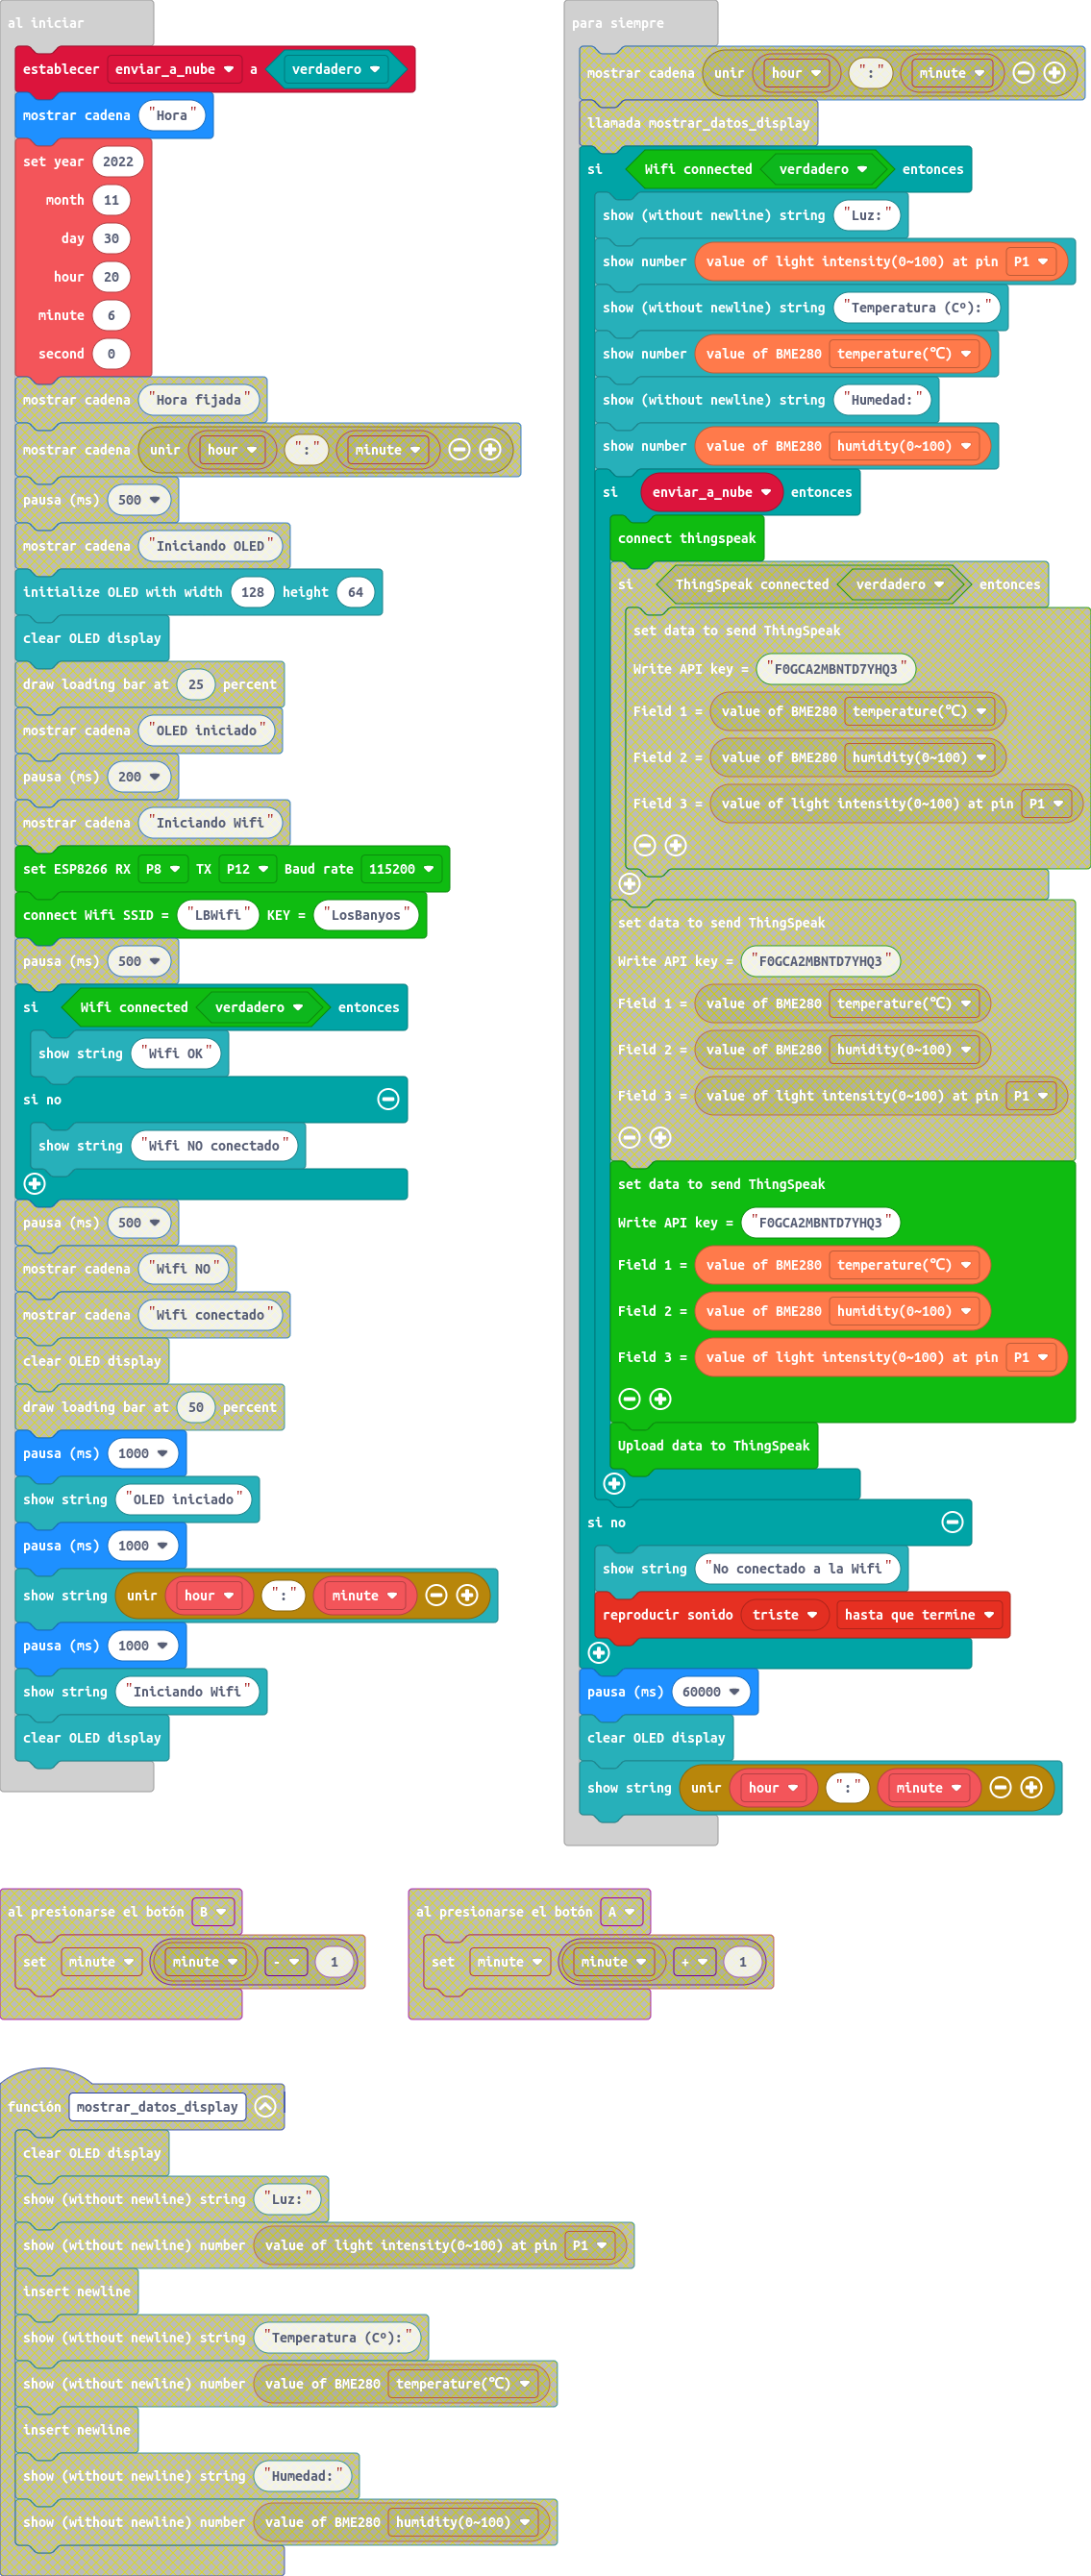 al iniciar
establecer enviar_a_nube a verdadero
mostrar cadena "Hora"
set year 2022
month 11
day 30
hour 20
minute 6
second 0
mostrar cadena "Hora fijada"
mostrar cadena unir hour ":" minute
pausa (ms) 500
mostrar cadena "Iniciando OLED"
initialize OLED with width 128 height 64
clear OLED display
draw loading bar at 25 percent
mostrar cadena "OLED iniciado"
pausa (ms) 200
mostrar cadena "Iniciando Wifi"
set ESP8266 RX P8 TX P12 Baud rate 115200
connect Wifi SSID = "LBWifi" KEY = "LosBanyos"
pausa (ms) 500
si Wifi connected verdadero entonces
show string "Wifi OK"
si no
show string "Wifi NO conectado"
pausa (ms) 500
mostrar cadena "Wifi NO"
mostrar cadena "Wifi conectado"
clear OLED display
draw loading bar at 50 percent
pausa (ms) 1000
show string "OLED iniciado"
pausa (ms) 1000
show string unir hour ":" minute
pausa (ms) 1000
show string "Iniciando Wifi"
clear OLED display
para siempre
mostrar cadena unir hour ":" minute
llamada mostrar_datos_display
si Wifi connected verdadero entonces
show (without newline) string "Luz:"
show number value of light intensity(0~100) at pin P1
show (without newline) string "Temperatura (Cº):"
show number value of BME280 temperature(℃)
show (without newline) string "Humedad:"
show number value of BME280 humidity(0~100)
si enviar_a_nube entonces
connect thingspeak
si ThingSpeak connected verdadero entonces
set data to send ThingSpeak
Write API key = "F0GCA2MBNTD7YHQ3"
Field 1 = value of BME280 temperature(℃)
Field 2 = value of BME280 humidity(0~100)
Field 3 = value of light intensity(0~100) at pin P1
set data to send ThingSpeak
Write API key = "F0GCA2MBNTD7YHQ3"
Field 1 = value of BME280 temperature(℃)
Field 2 = value of BME280 humidity(0~100)
Field 3 = value of light intensity(0~100) at pin P1
set data to send ThingSpeak
Write API key = "F0GCA2MBNTD7YHQ3"
Field 1 = value of BME280 temperature(℃)
Field 2 = value of BME280 humidity(0~100)
Field 3 = value of light intensity(0~100) at pin P1
Upload data to ThingSpeak
si no
show string "No conectado a la Wifi"
reproducir sonido triste hasta que termine
pausa (ms) 60000
clear OLED display
show string unir hour ":" minute
al presionarse el botón B
set minute minute - 1
al presionarse el botón A
set minute minute + 1
función mostrar_datos_display
clear OLED display
show (without newline) string "Luz:"
show (without newline) number value of light intensity(0~100) at pin P1
insert newline
show (without newline) string "Temperatura (Cº):"
show (without newline) number value of BME280 temperature(℃)
insert newline
show (without newline) string "Humedad:"
show (without newline) number value of BME280 humidity(0~100)